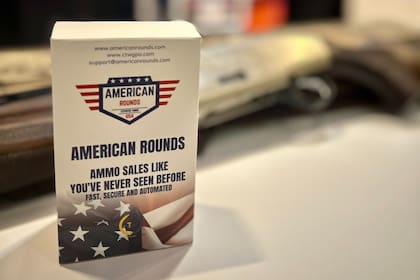 www.americanrounds.com
www.ctwgpio.com
support@americanrounds.com
AMERICAN
ROUNDS
USA
AMERICAN ROUNDS
AMMO SALES LIKE
YOU'VE NEVER SEEN BEFORE
FAST, SECURE AND AUTOMATED